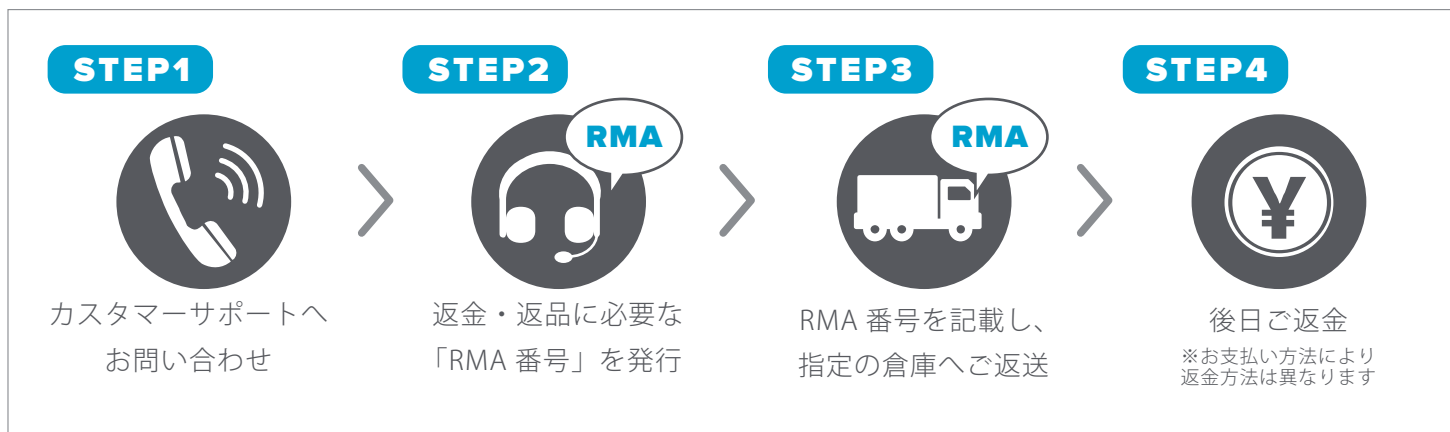 STEP1
カスタマーサポートへ
お問い合わせ
STEP2
RMA
返金・返品に必要な
「RMA 番号」を発行
STEP3
RMA
RMA 番号を記載し、
指定の倉庫へご返送
STEP4
¥
後日ご返金
※お支払い方法により
返金方法は異なります